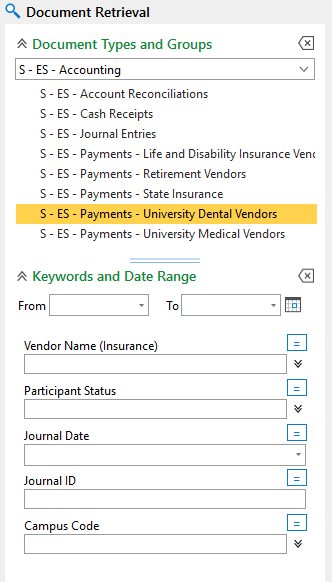 Document Retrieval
Document Types and Groups
S - ES - Accounting
S - ES - Account Reconciliations
S - ES - Cash Receipts
S - ES - Journal Entries
S - ES - Payments - Life and Disability Insurance Venc
S - ES - Payments - Retirement Vendors
S - ES - Payments - State Insurance
S - ES - Payments - University Dental Vendors
S - ES - Payments - University Medical Vendors
Keywords and Date Range
From To
Vendor Name (Insurance) =
Participant Status =
Journal Date =
Journal ID =
Campus Code =